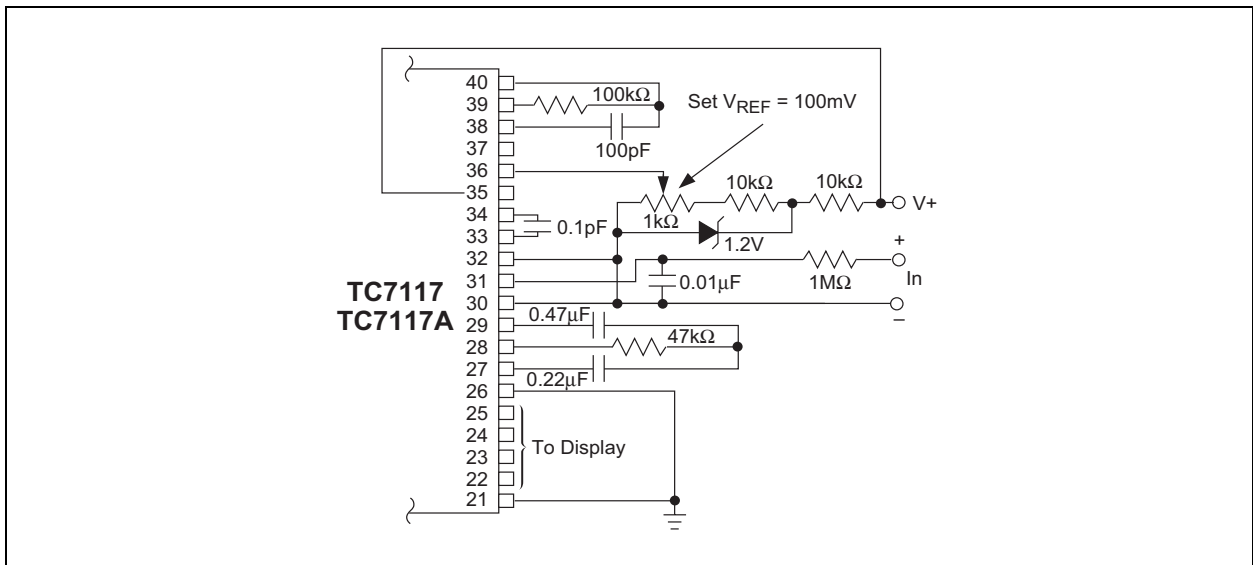 40
39
38
37
36
35
34
33
32
31
30
29
28
27
26
25
24
23
22
21
TC7117
TC7117A
100kΩ
100pF
Set VREF = 100mV
10kΩ
10kΩ
V+
1kΩ
1.2V
0.1pF
+
In
–
1MΩ
0.01μF
0.47μF
47kΩ
0.22μF
To Display